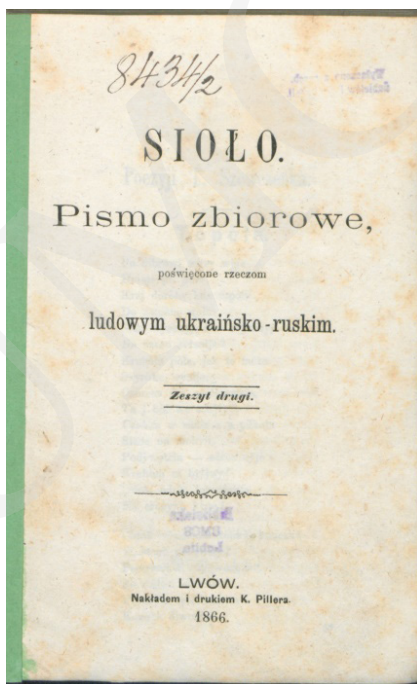 8434/2
SIOŁO.
Pismo zbiorowe,
poświęcone rzeczom
ludowym ukraińsko-ruskim.
Zeszyt drugi.
LWÓW.
Nakładem i drukiem K. Pillera.
1866.